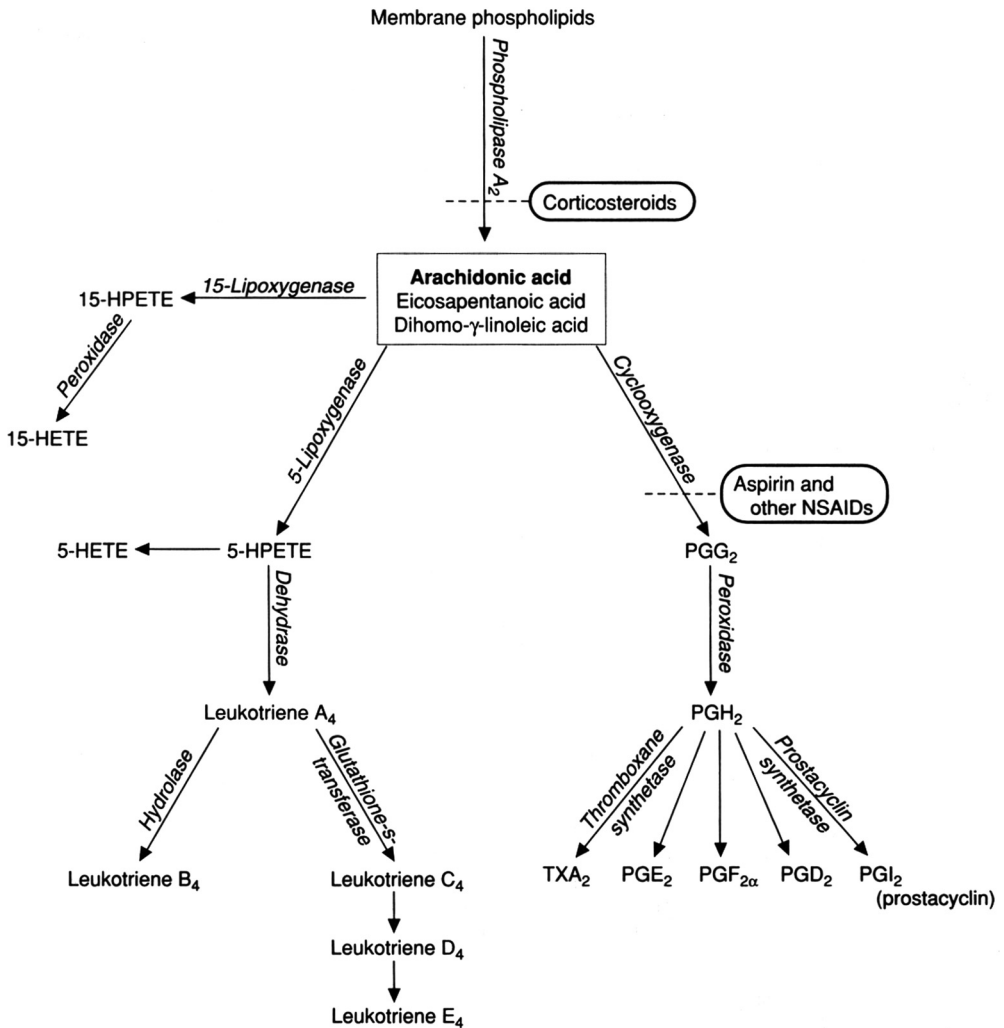 Membrane phospholipids
Phospholipase A₂
Corticosteroids
Arachidonic acid
Eicosapentanoic acid
Dihomo-γ-linoleic acid
15-Lipoxygenase
15-HPETE
Peroxidase
15-HETE
5-Lipoxygenase
Cyclooxygenase
Aspirin and
other NSAIDs
5-HETE
5-HPETE
PGG₂
Dehydrase
Peroxidase
Leukotriene A₄
PGH₂
Hydrolase
Glutathione-s-
transferase
Thromboxane
synthetase
Prostacyclin
synthetase
Leukotriene B₄
Leukotriene C₄
TXA₂
PGE₂
PGF₂α
PGD₂
PGI₂
(prostacyclin)
Leukotriene D₄
Leukotriene E₄